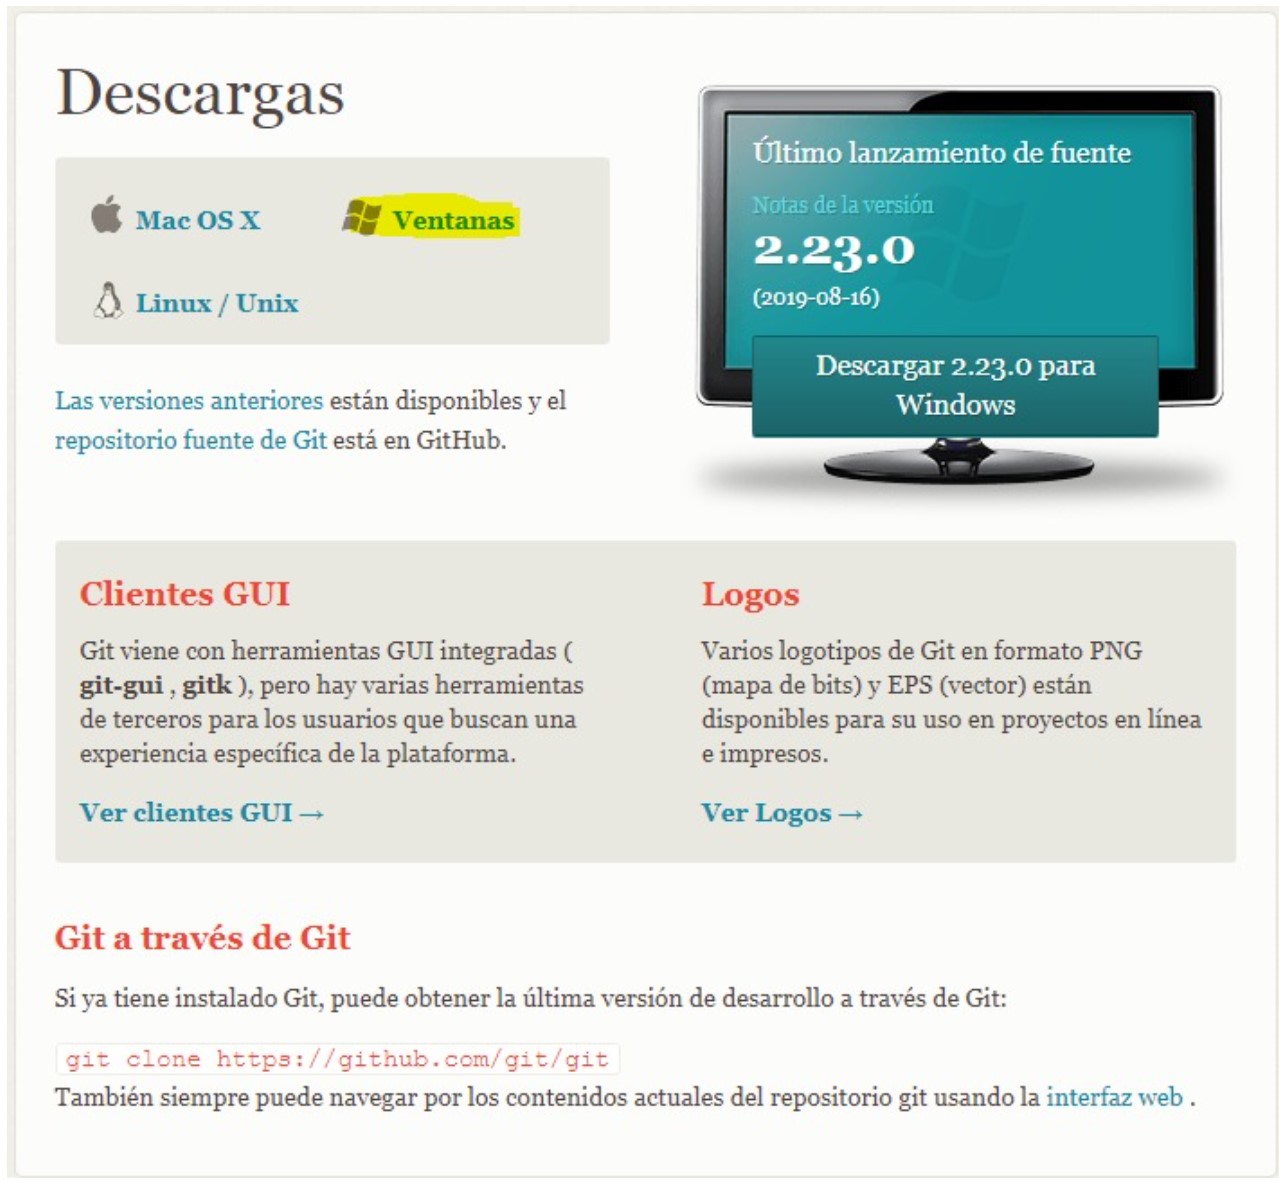 Descargas
Mac OS X
Ventanas
Linux / Unix
Las versiones anteriores están disponibles y el
repositorio fuente de Git está en GitHub.
Último lanzamiento de fuente
Notas de la versión
2.23.0
(2019-08-16)
Descargar 2.23.0 para
Windows
Clientes GUI
Git viene con herramientas GUI integradas (
git-gui , gitk ), pero hay varias herramientas
de terceros para los usuarios que buscan una
experiencia específica de la plataforma.
Ver clientes GUI →
Logos
Varios logotipos de Git en formato PNG
(mapa de bits) y EPS (vector) están
disponibles para su uso en proyectos en línea
e impresos.
Ver Logos →
Git a través de Git
Si ya tiene instalado Git, puede obtener la última versión de desarrollo a través de Git:
git clone https://github.com/git/git
También siempre puede navegar por los contenidos actuales del repositorio git usando la interfaz web .